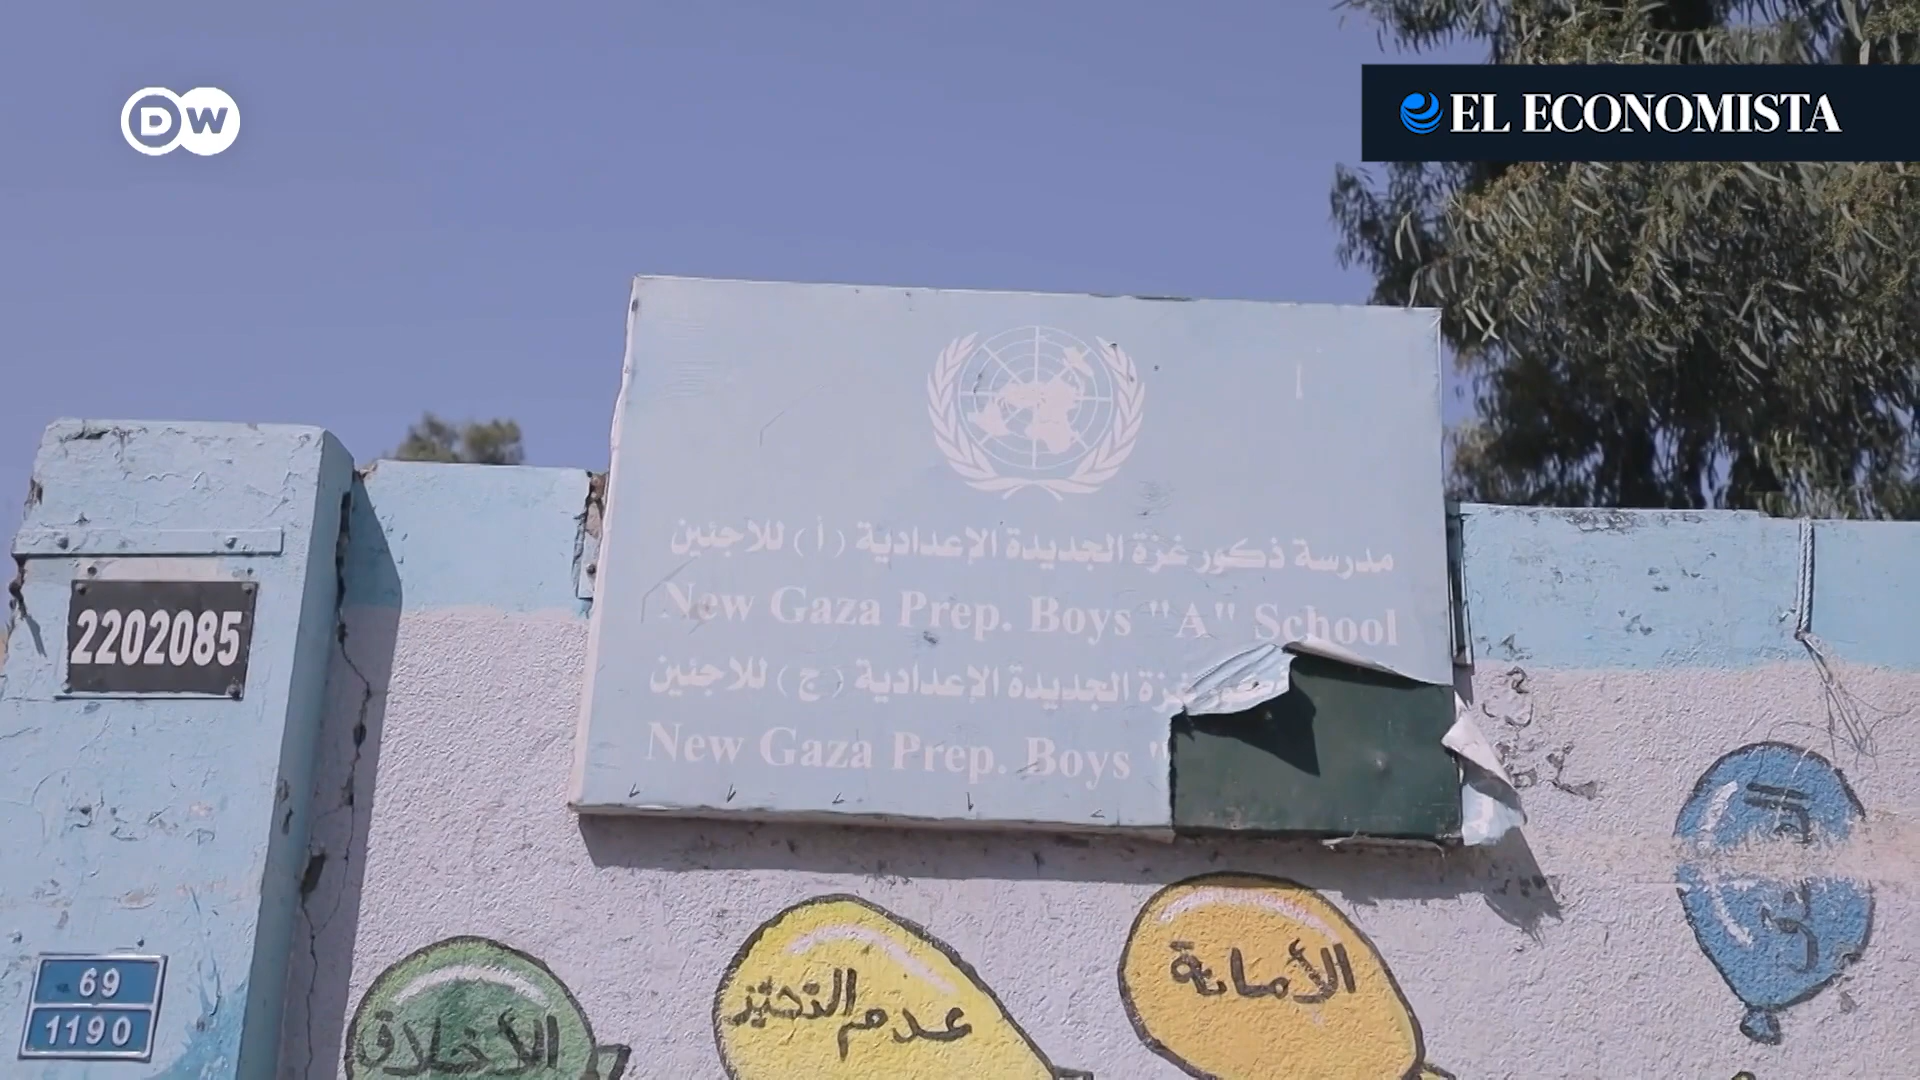 DW
EL ECONOMISTA
مدرسة ذكور غزة الجديدة الإعدادية (أ) للاجئين
New Gaza Prep. Boys "A" School
غزة الجديدة الإعدادية (ج) للاجئين
New Gaza Prep. Boys "
2202085
69
1190
الأخلاق
عدم التحيز
الأمانة